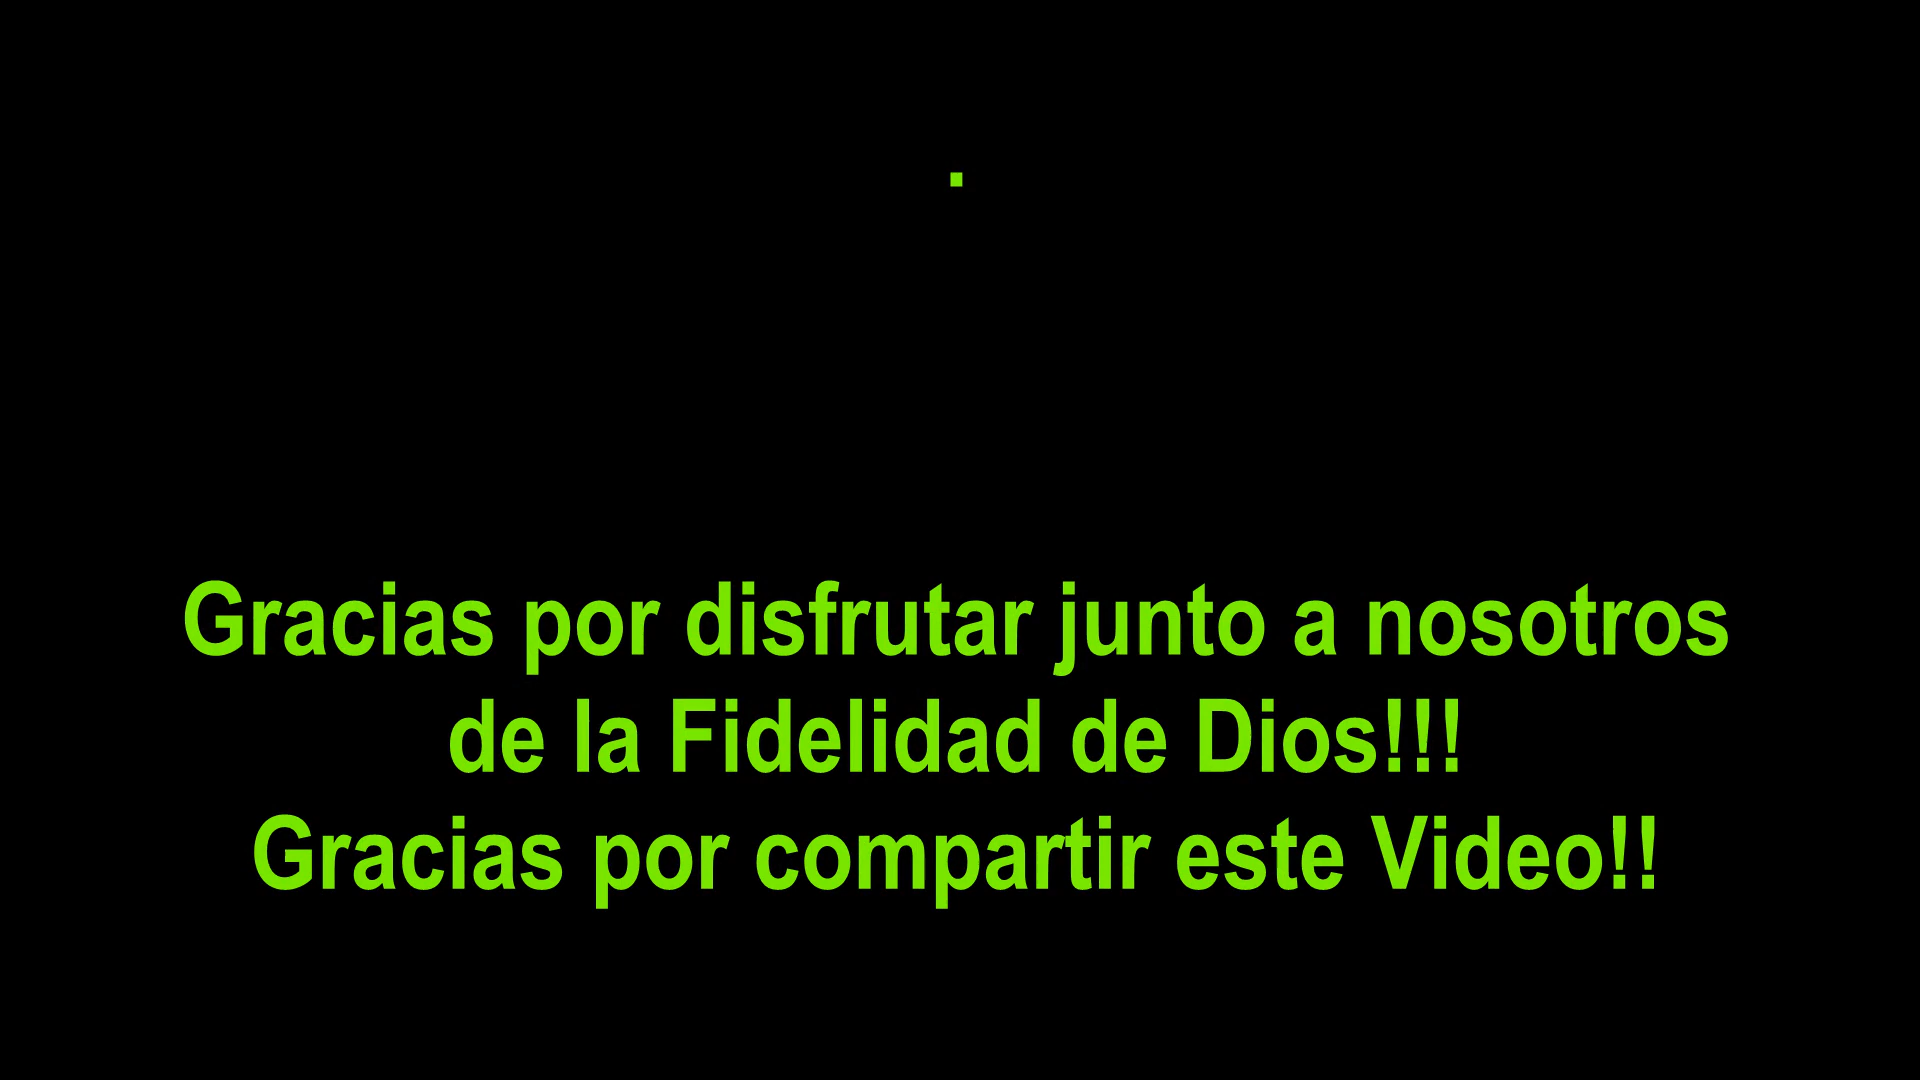 .
Gracias por disfrutar junto a nosotros
de la Fidelidad de Dios!!!
Gracias por compartir este Video!!